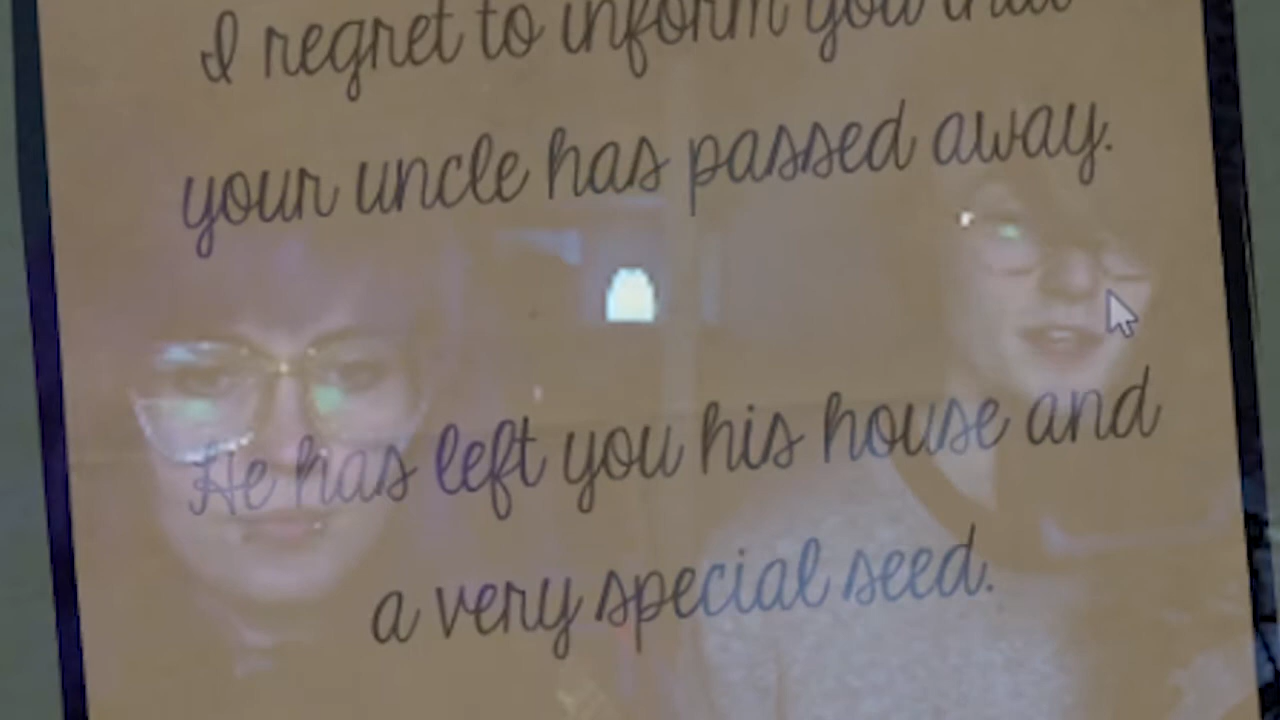 I regret to inform you that
your uncle has passed away.
He has left you his house and
a very special seed.